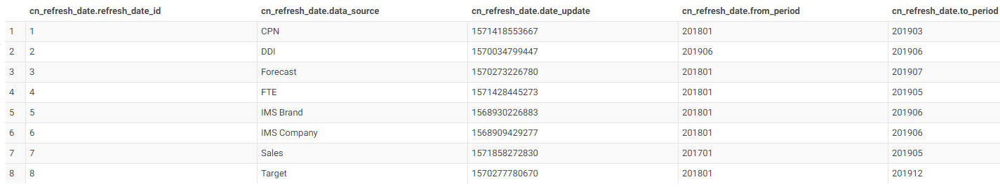 cn_refresh_date.refresh_date_id cn_refresh_date.data_source cn_refresh_date.date_update cn_refresh_date.from_period cn_refresh_date.to_period
1 1 CPN 1571418553667 201801 201903
2 2 DDI 1570034799447 201906 201906
3 3 Forecast 1570273226780 201801 201907
4 4 FTE 1571428445273 201801 201905
5 5 IMS Brand 1568930226883 201801 201906
6 6 IMS Company 1568909429277 201801 201906
7 7 Sales 1571858272830 201701 201905
8 8 Target 1570277780670 201801 201912